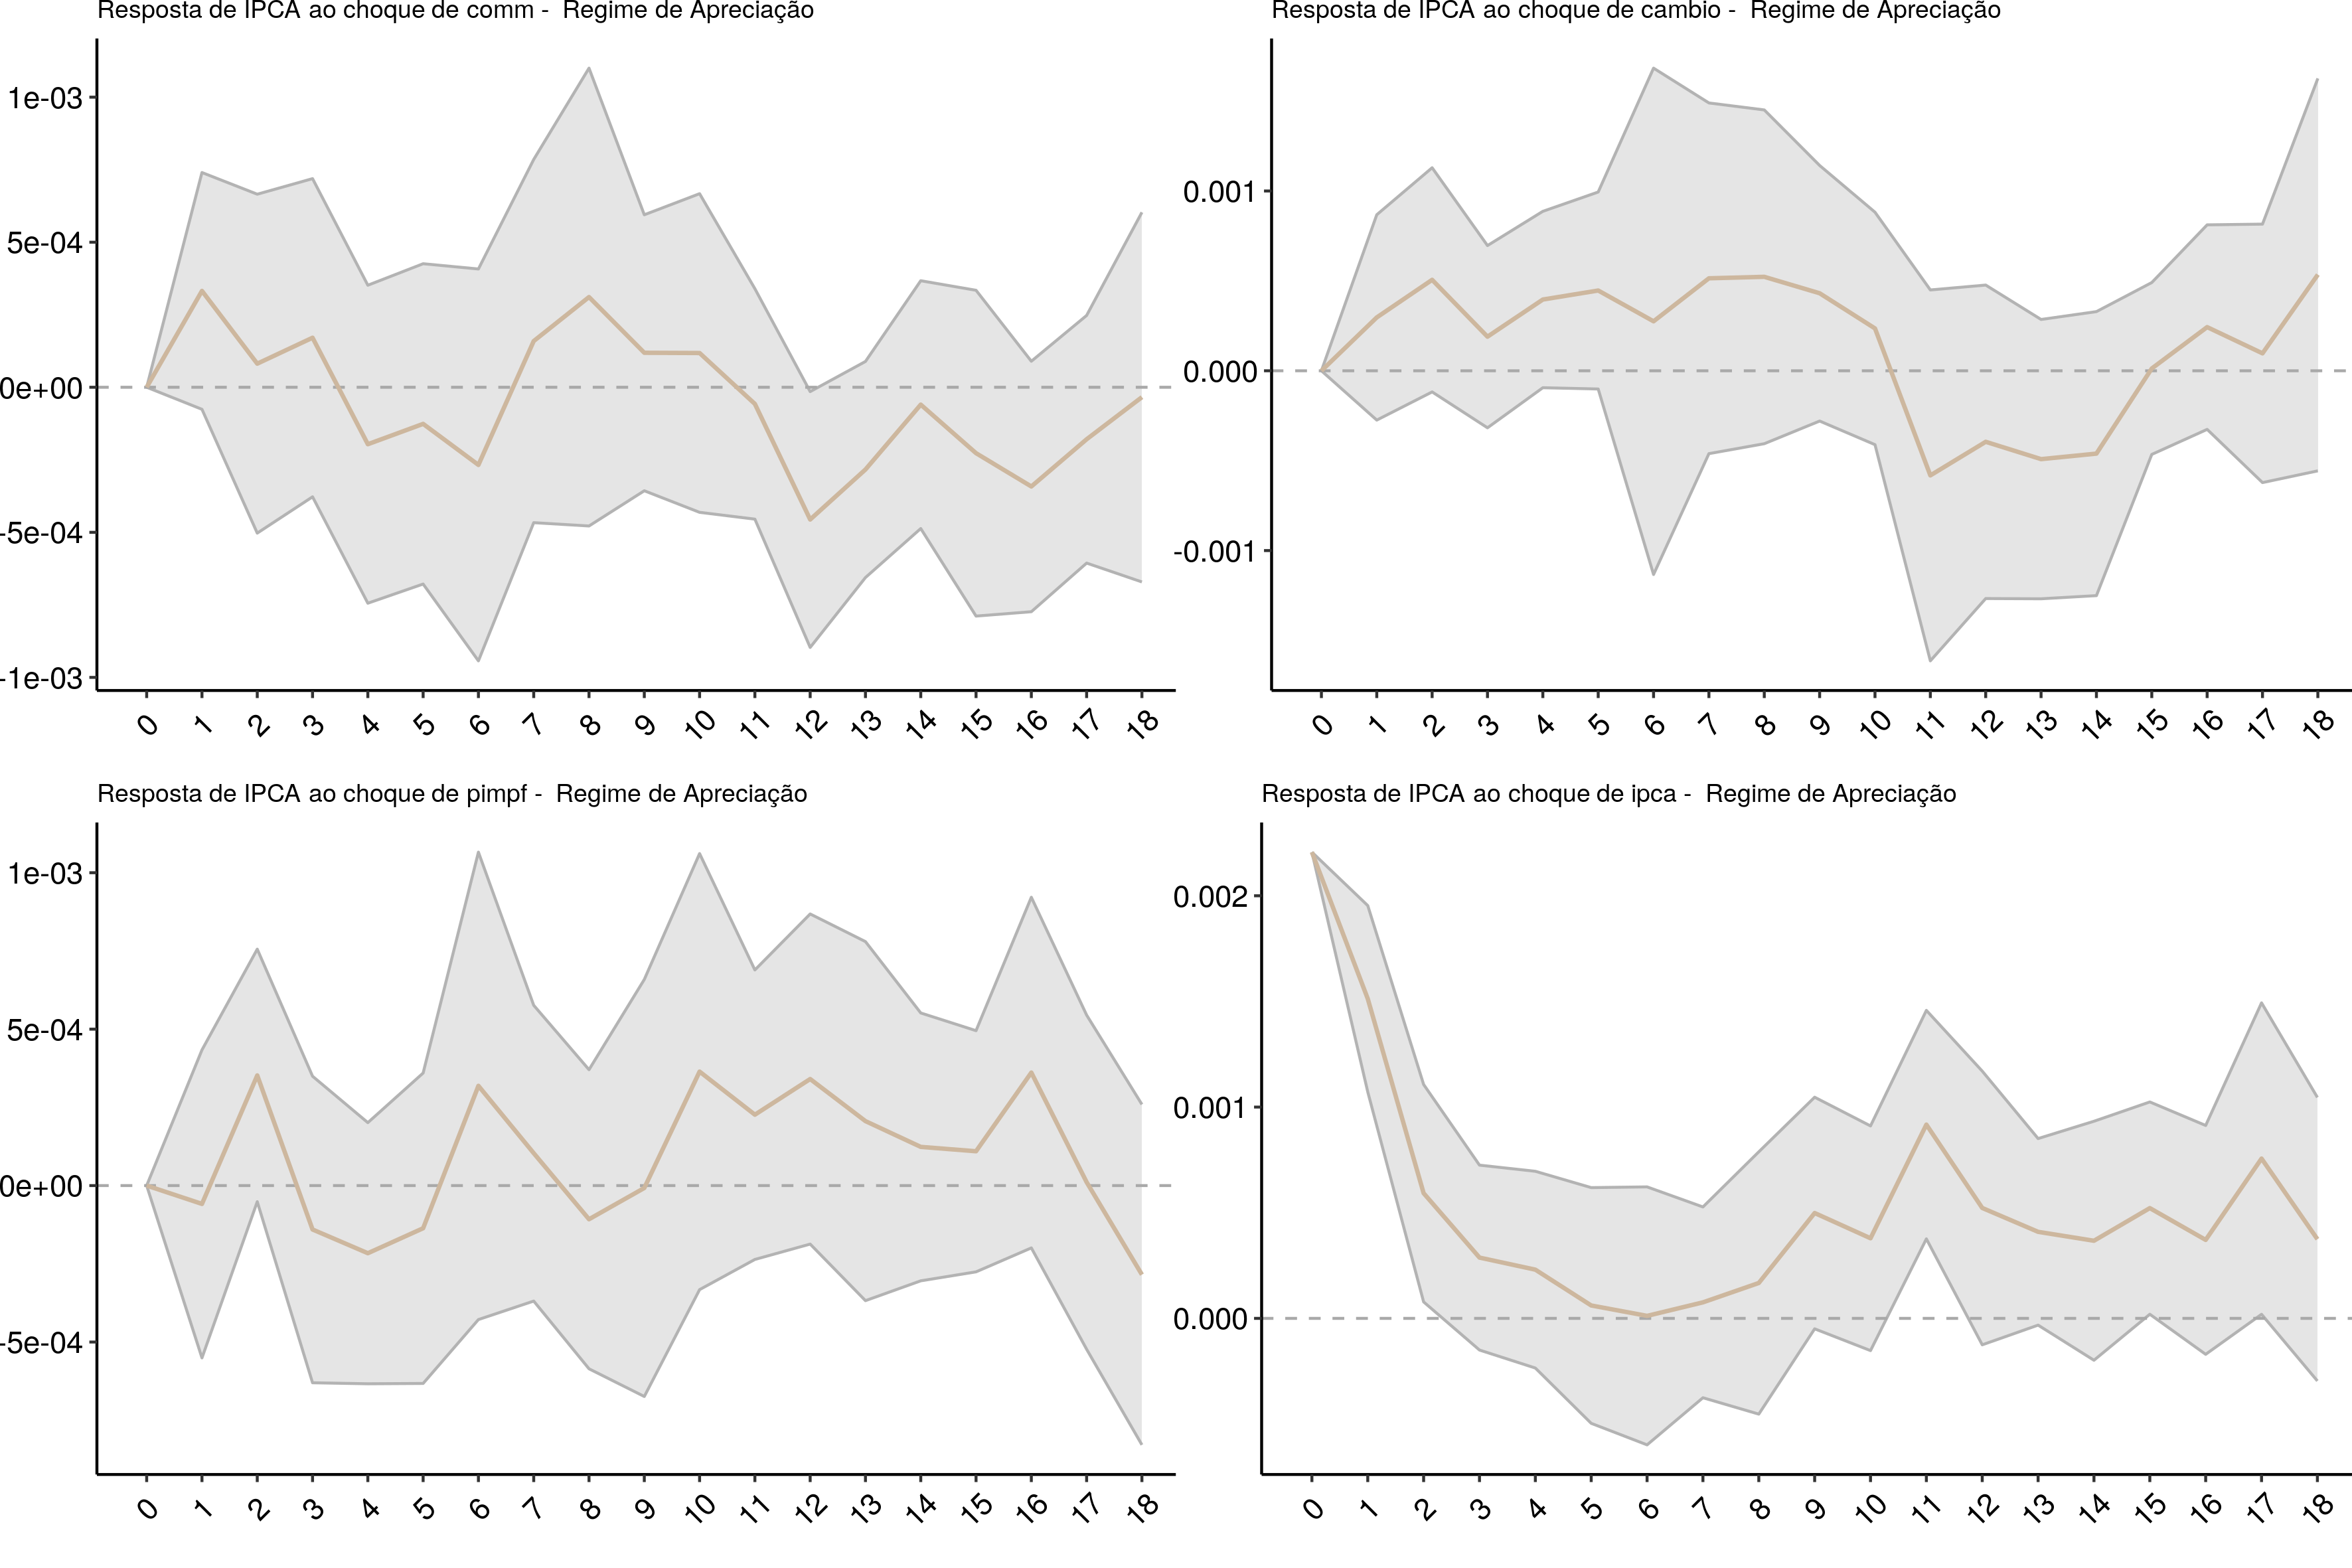 Resposta de IPCA ao choque de comm -  Regime de Apreciação
1e-03
5e-04
0e+00
-5e-04
-1e-03
0 1 2 3 4 5 6 7 8 9 10 11 12 13 14 15 16 17 18
Resposta de IPCA ao choque de cambio -  Regime de Apreciação
0.001
0.000
-0.001
0 1 2 3 4 5 6 7 8 9 10 11 12 13 14 15 16 17 18
Resposta de IPCA ao choque de pimpf -  Regime de Apreciação
1e-03
5e-04
0e+00
-5e-04
0 1 2 3 4 5 6 7 8 9 10 11 12 13 14 15 16 17 18
Resposta de IPCA ao choque de ipca -  Regime de Apreciação
0.002
0.001
0.000
0 1 2 3 4 5 6 7 8 9 10 11 12 13 14 15 16 17 18